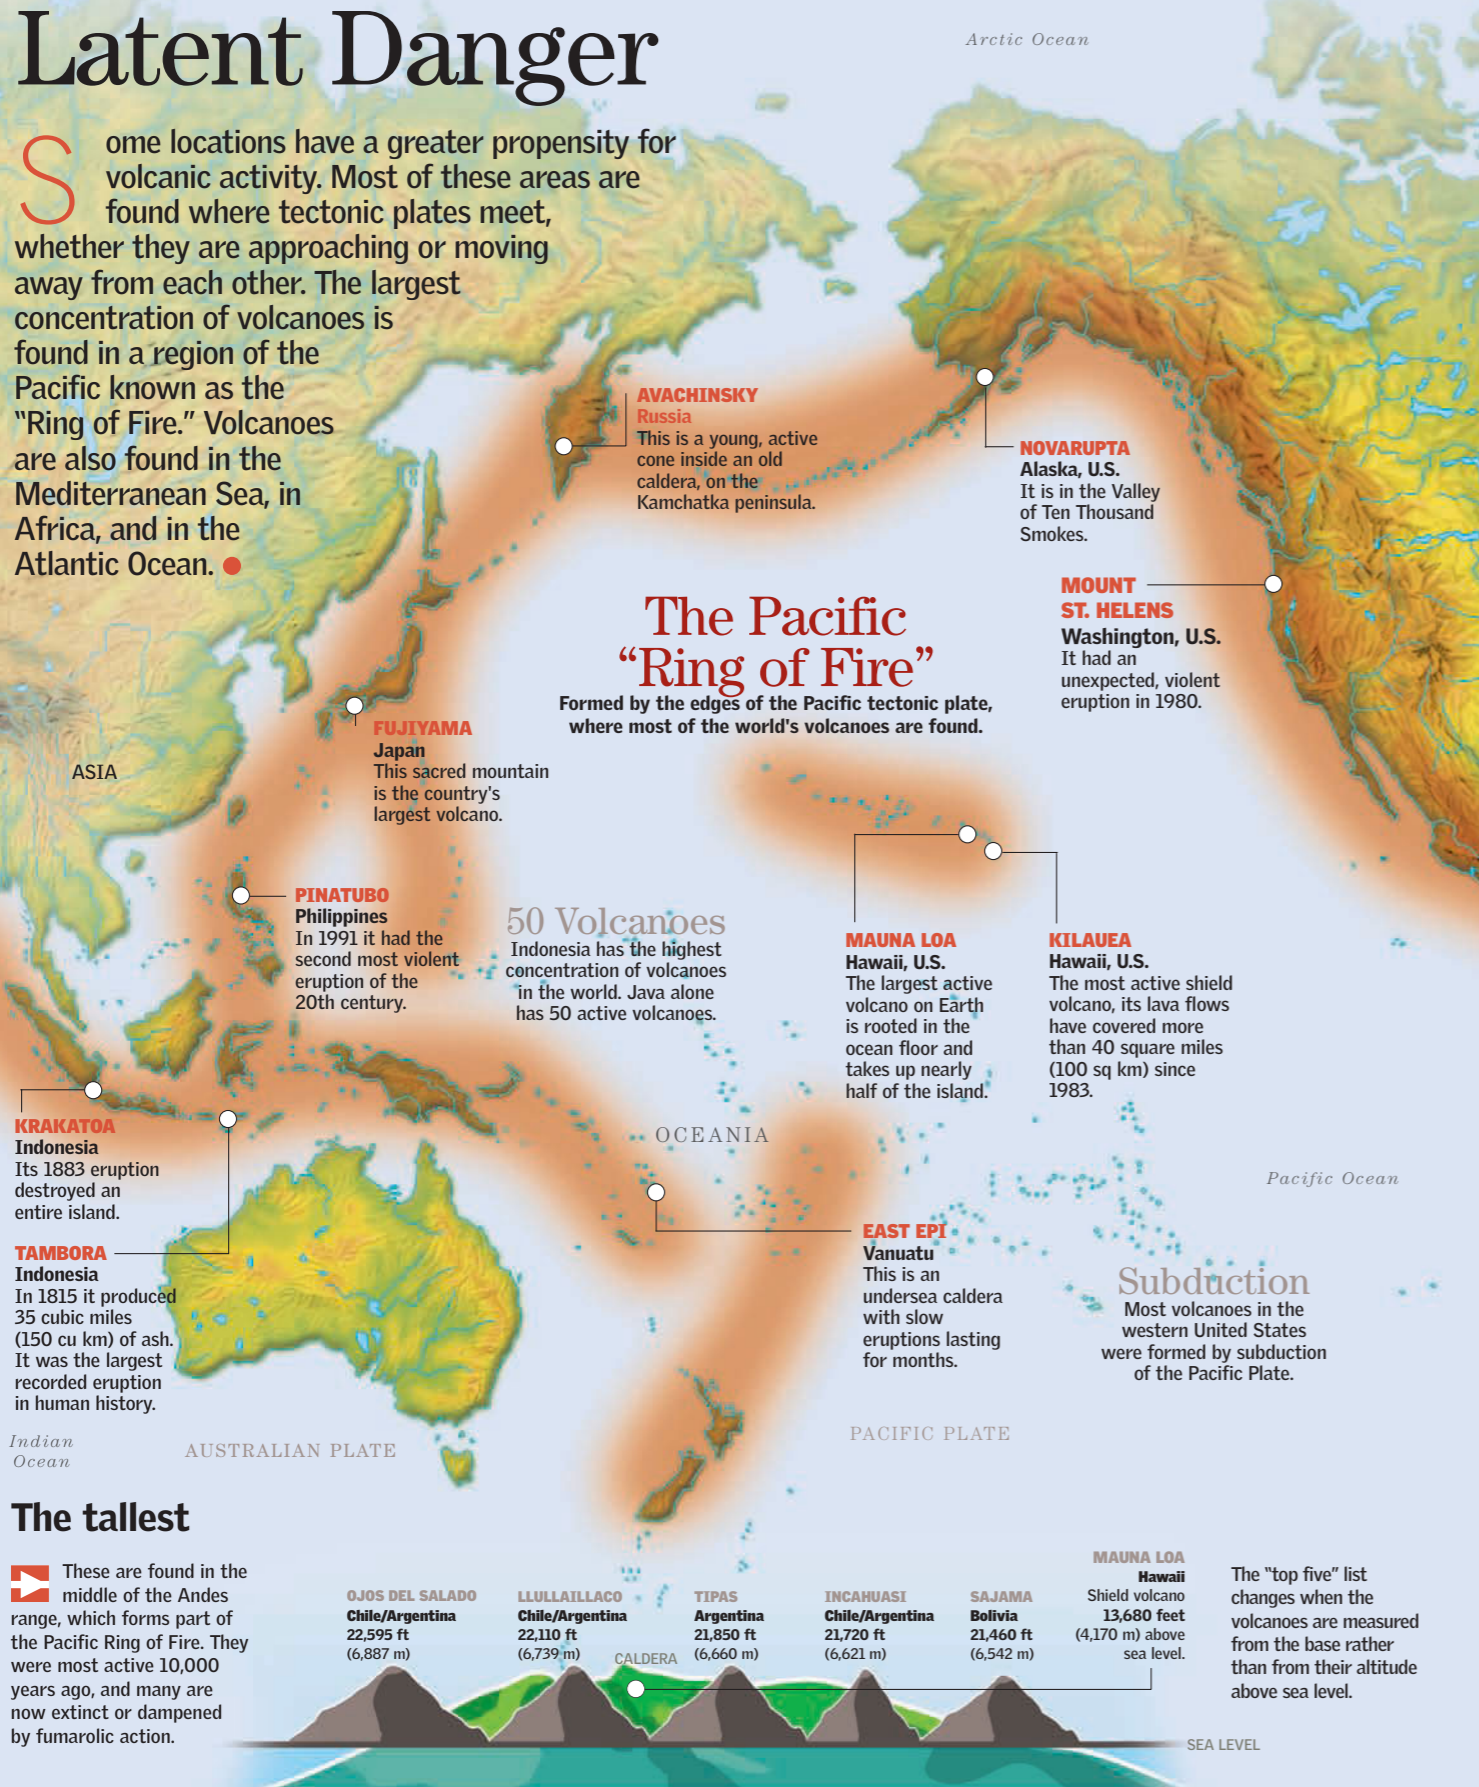 Latent Danger
Arctic Ocean
Some locations have a greater propensity for
volcanic activity. Most of these areas are
found where tectonic plates meet,
whether they are approaching or moving
away from each other. The largest
concentration of volcanoes is
found in a region of the
Pacific known as the
“Ring of Fire.” Volcanoes
are also found in the
Mediterranean Sea, in
Africa, and in the
Atlantic Ocean.
AVACHINSKY
Russia
This is a young, active
cone inside an old
caldera, on the
Kamchatka peninsula.
NOVARUPTA
Alaska, U.S.
It is in the Valley
of Ten Thousand
Smokes.
MOUNT
ST. HELENS
Washington, U.S.
It had an
unexpected, violent
eruption in 1980.
The Pacific
“Ring of Fire”
Formed by the edges of the Pacific tectonic plate,
where most of the world's volcanoes are found.
FUJIYAMA
Japan
This sacred mountain
is the country's
largest volcano.
ASIA
PINATUBO
Philippines
In 1991 it had the
second most violent
eruption of the
20th century.
50 Volcanoes
Indonesia has the highest
concentration of volcanoes
in the world. Java alone
has 50 active volcanoes.
MAUNA LOA
Hawaii, U.S.
The largest active
volcano on Earth
is rooted in the
ocean floor and
takes up nearly
half of the island.
KILAUEA
Hawaii, U.S.
The most active shield
volcano, its lava flows
have covered more
than 40 square miles
(100 sq km) since
1983.
KRAKATOA
Indonesia
Its 1883 eruption
destroyed an
entire island.
OCEANIA
Pacific Ocean
TAMBORA
Indonesia
In 1815 it produced
35 cubic miles
(150 cu km) of ash.
It was the largest
recorded eruption
in human history.
EAST EPI
Vanuatu
This is an
undersea caldera
with slow
eruptions lasting
for months.
Subduction
Most volcanoes in the
western United States
were formed by subduction
of the Pacific Plate.
Indian
Ocean
AUSTRALIAN PLATE
PACIFIC PLATE
The tallest
These are found in the
middle of the Andes
range, which forms part of
the Pacific Ring of Fire. They
were most active 10,000
years ago, and many are
now extinct or dampened
by fumarolic action.
OJOS DEL SALADO
Chile/Argentina
22,595 ft
(6,887 m)
LLULLAILLACO
Chile/Argentina
22,110 ft
(6,739 m)
CALDERA
TIPAS
Argentina
21,850 ft
(6,660 m)
INCAHUASI
Chile/Argentina
21,720 ft
(6,621 m)
SAJAMA
Bolivia
21,460 ft
(6,542 m)
MAUNA LOA
Hawaii
Shield volcano
13,680 feet
(4,170 m) above
sea level.
The “top five” list
changes when the
volcanoes are measured
from the base rather
than from their altitude
above sea level.
SEA LEVEL